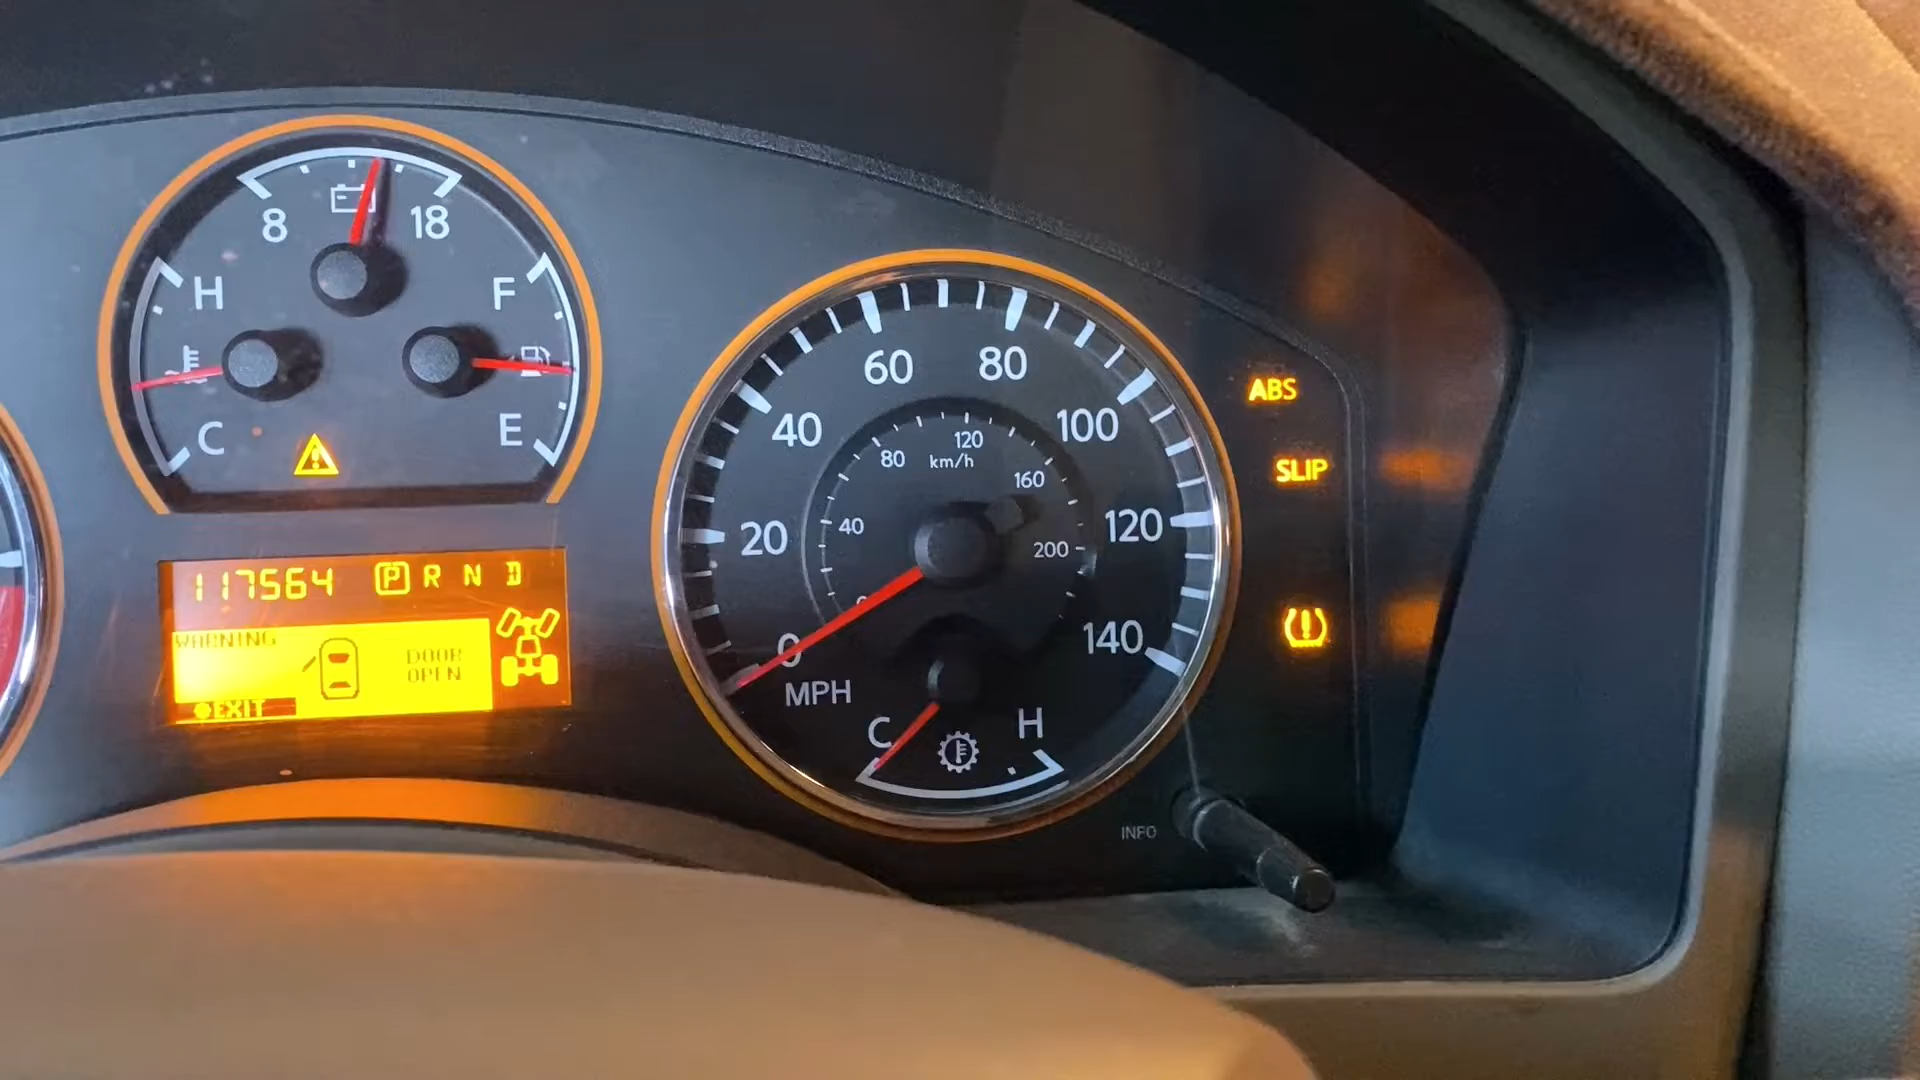 8 18
H F
C E
117564 P R N D
WARNING
DOOR
OPEN
EXIT
0 20 40 60 80 100 120 140
MPH
40 80 120 160 200
km/h
C H
ABS
SLIP
INFO